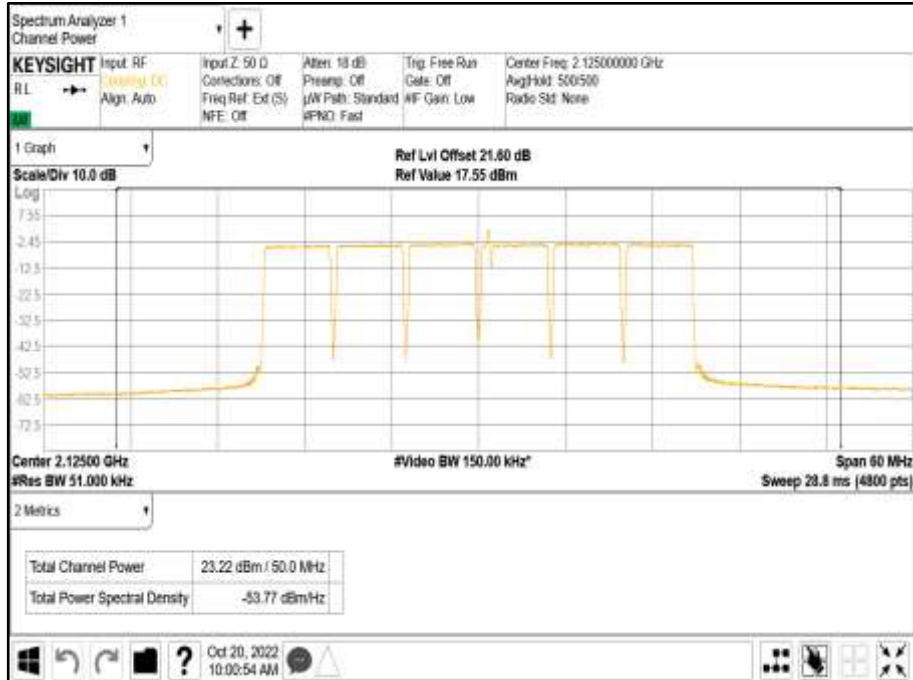 Spectrum Analyzer 1
Channel Power
+
KEYSIGHT
RL
Input: RF
Coupling: DC
Align: Auto
Input Z: 50 Ω
Corrections: Off
Freq Ref: Ext (S)
NFE: Off
Atten: 18 dB
Preamp: Off
µW Path: Standard
#PNO: Fast
Trig: Free Run
Gate: Off
#IF Gain: Low
Center Freq: 2.125000000 GHz
Avg|Hold: 500/500
Radio Std: None
1 Graph
Scale/Div 10.0 dB
Ref Lvl Offset 21.60 dB
Ref Value 17.55 dBm
Log
7.55
-2.45
-12.5
-22.5
-32.5
-42.5
-52.5
-62.5
-72.5
Center 2.12500 GHz
#Res BW 51.000 kHz
#Video BW 150.00 kHz*
Span 60 MHz
Sweep 28.8 ms (4800 pts)
2 Metrics
Total Channel Power 23.22 dBm / 50.0 MHz
Total Power Spectral Density -53.77 dBm/Hz
?
Oct 20, 2022
10:00:54 AM